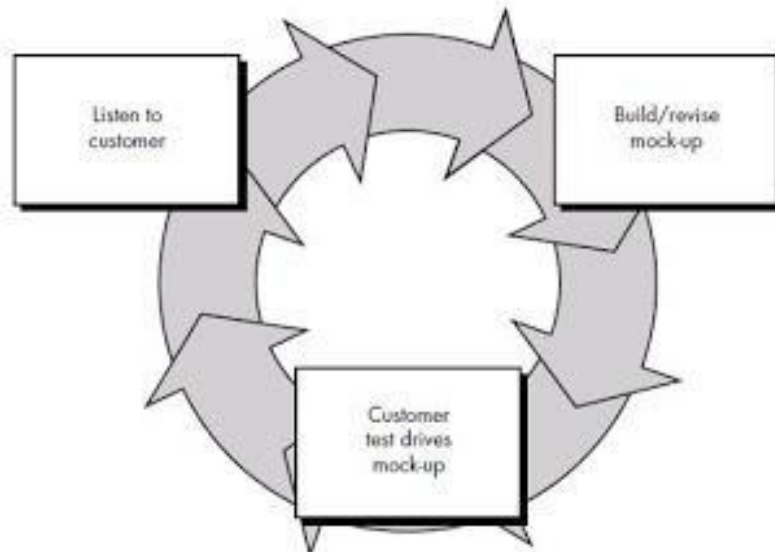 Listen to
customer
Build/revise
mock-up
Customer
test drives
mock-up